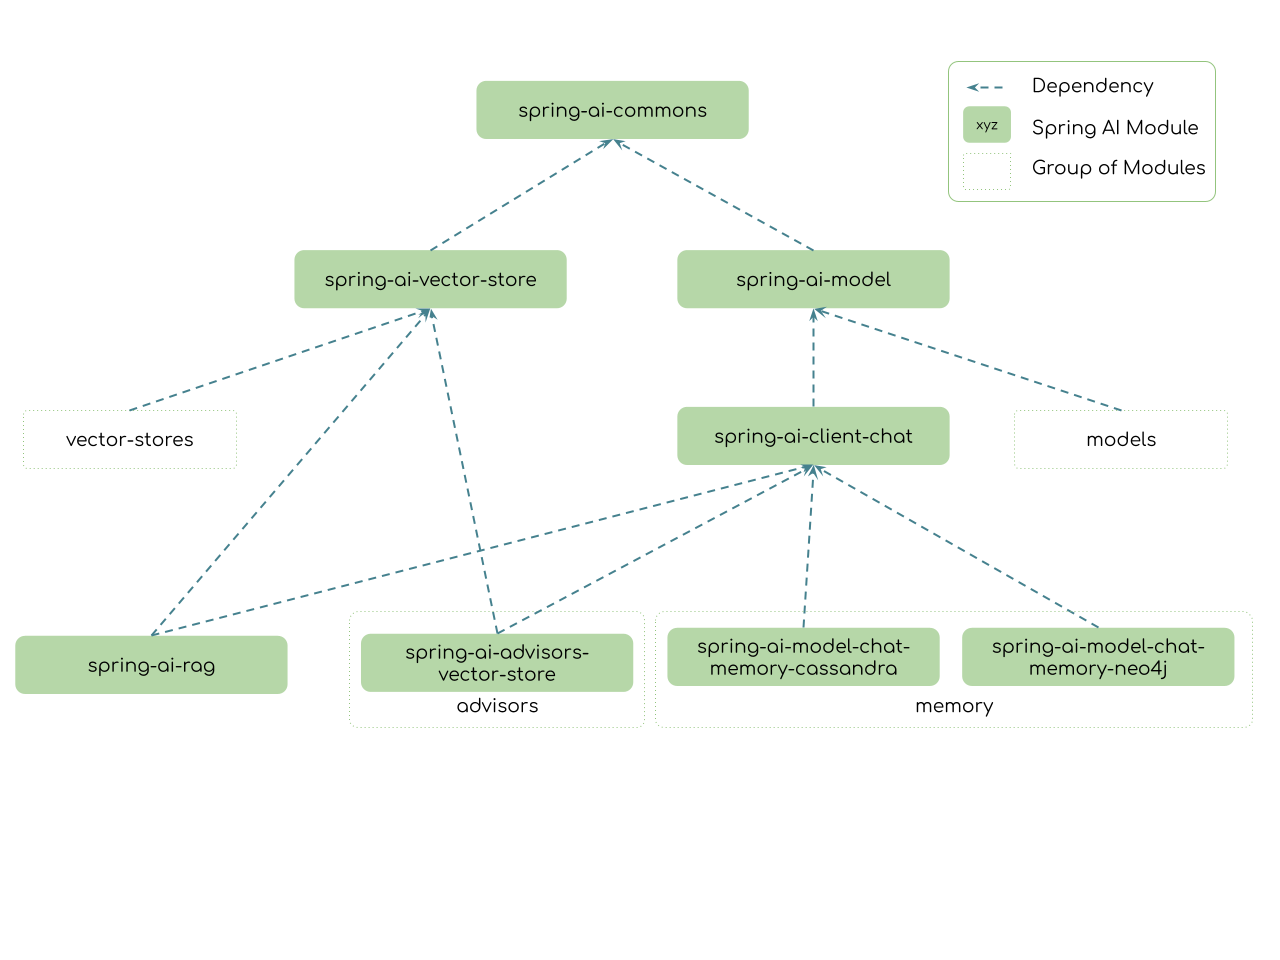 spring-ai-commons
Dependency
xyz
Spring AI Module
Group of Modules
spring-ai-vector-store
spring-ai-model
vector-stores
spring-ai-client-chat
models
spring-ai-rag
spring-ai-advisors-
vector-store
advisors
spring-ai-model-chat-
memory-cassandra
spring-ai-model-chat-
memory-neo4j
memory